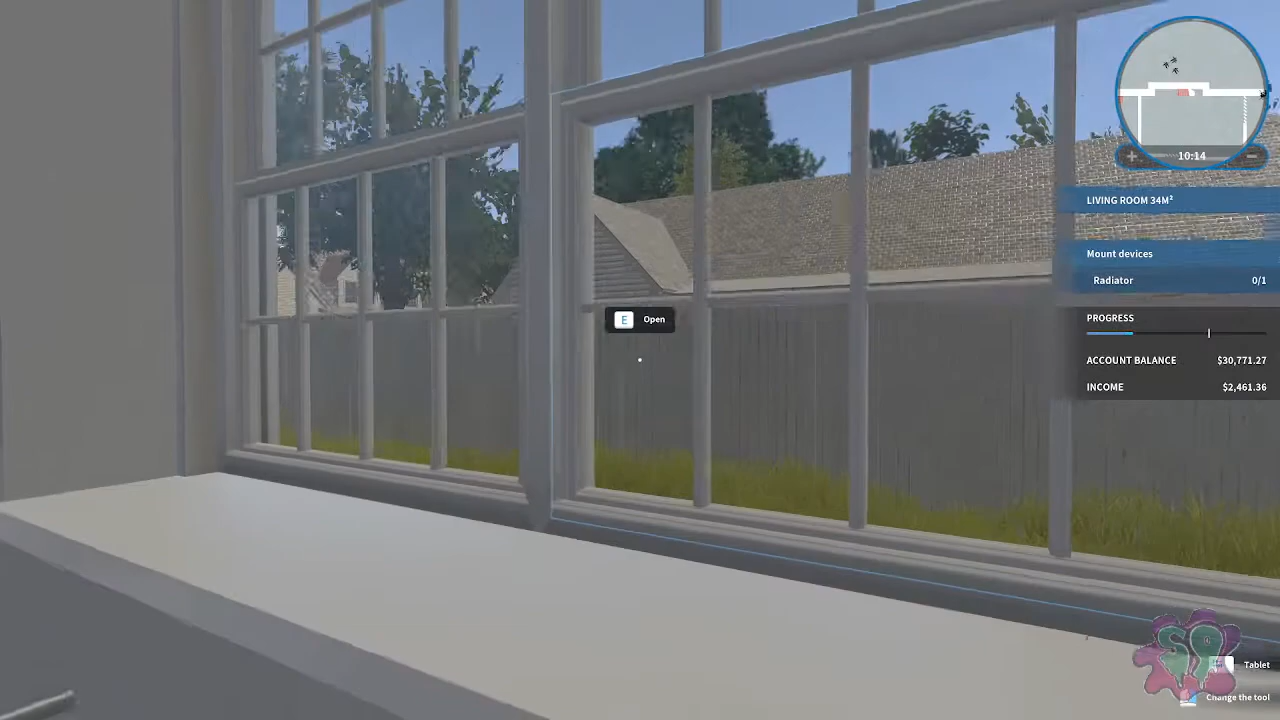 10:14
LIVING ROOM 34M²
Mount devices
Radiator 0/1
E Open
PROGRESS
ACCOUNT BALANCE $30,771.27
INCOME $2,461.36
Tablet
Change the tool